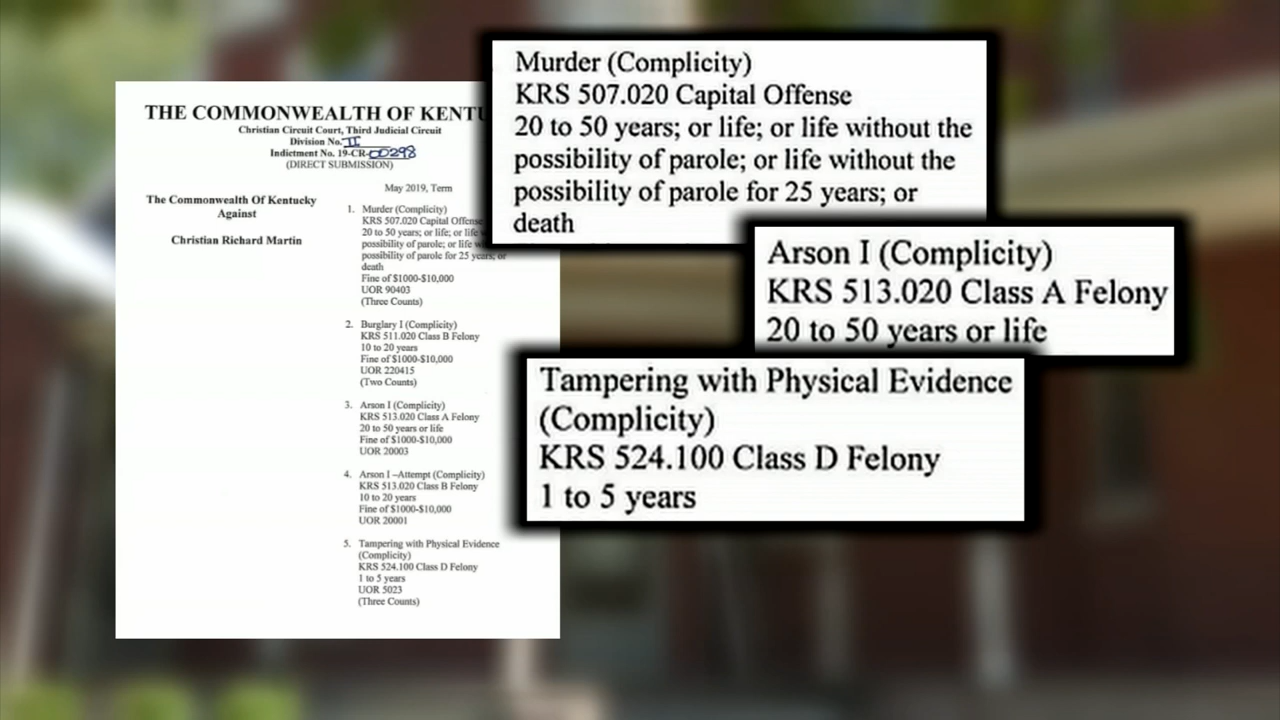 THE COMMONWEALTH OF KENTU
Christian Circuit Court, Third Judicial Circuit
Division No. II
Indictment No. 19-CR-00298
(DIRECT SUBMISSION)
May 2019, Term
The Commonwealth Of Kentucky
Against
Christian Richard Martin
1. Murder (Complicity)
KRS 507.020 Capital Offense
20 to 50 years; or life; or life
possibility of parole; or life
possibility of parole for 25 years; or
death
Fine of $1000-$10,000
UOR 90403
(Three Counts)
2. Burglary I (Complicity)
KRS 511.020 Class B Felony
10 to 20 years
Fine of $1000-$10,000
UOR 220415
(Two Counts)
3. Arson I (Complicity)
KRS 513.020 Class A Felony
20 to 50 years or life
Fine of $1000-$10,000
UOR 20003
4. Arson I –Attempt (Complicity)
KRS 513.020 Class B Felony
10 to 20 years
Fine of $1000-$10,000
UOR 20001
5. Tampering with Physical Evidence
(Complicity)
KRS 524.100 Class D Felony
1 to 5 years
UOR 5023
(Three Counts)
Murder (Complicity)
KRS 507.020 Capital Offense
20 to 50 years; or life; or life without the
possibility of parole; or life without the
possibility of parole for 25 years; or
death
Arson I (Complicity)
KRS 513.020 Class A Felony
20 to 50 years or life
Tampering with Physical Evidence
(Complicity)
KRS 524.100 Class D Felony
1 to 5 years